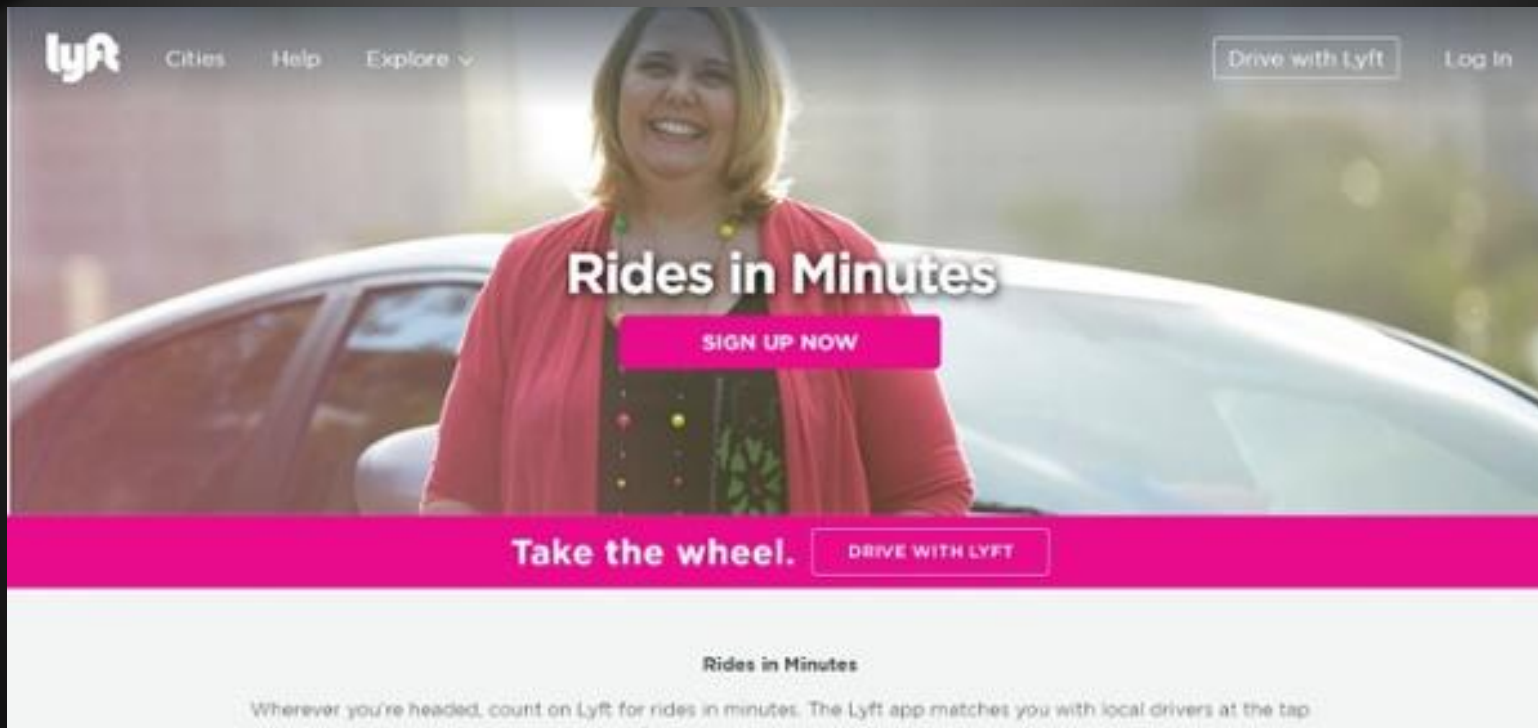 lyft
Cities
Help
Explore
Drive with Lyft
Log In
Rides in Minutes
SIGN UP NOW
Take the wheel.
DRIVE WITH LYFT
Rides in Minutes
Wherever you're headed, count on Lyft for rides in minutes. The Lyft app matches you with local drivers at the tap